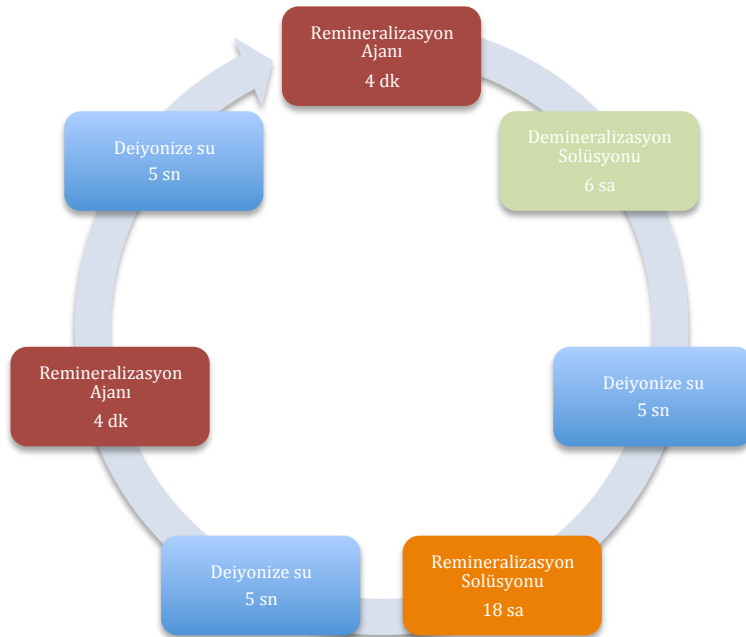 Remineralizasyon
Ajanı
4 dk
Demineralizasyon
Solüsyonu
6 sa
Deiyonize su
5 sn
Remineralizasyon
Solüsyonu
18 sa
Deiyonize su
5 sn
Remineralizasyon
Ajanı
4 dk
Deiyonize su
5 sn